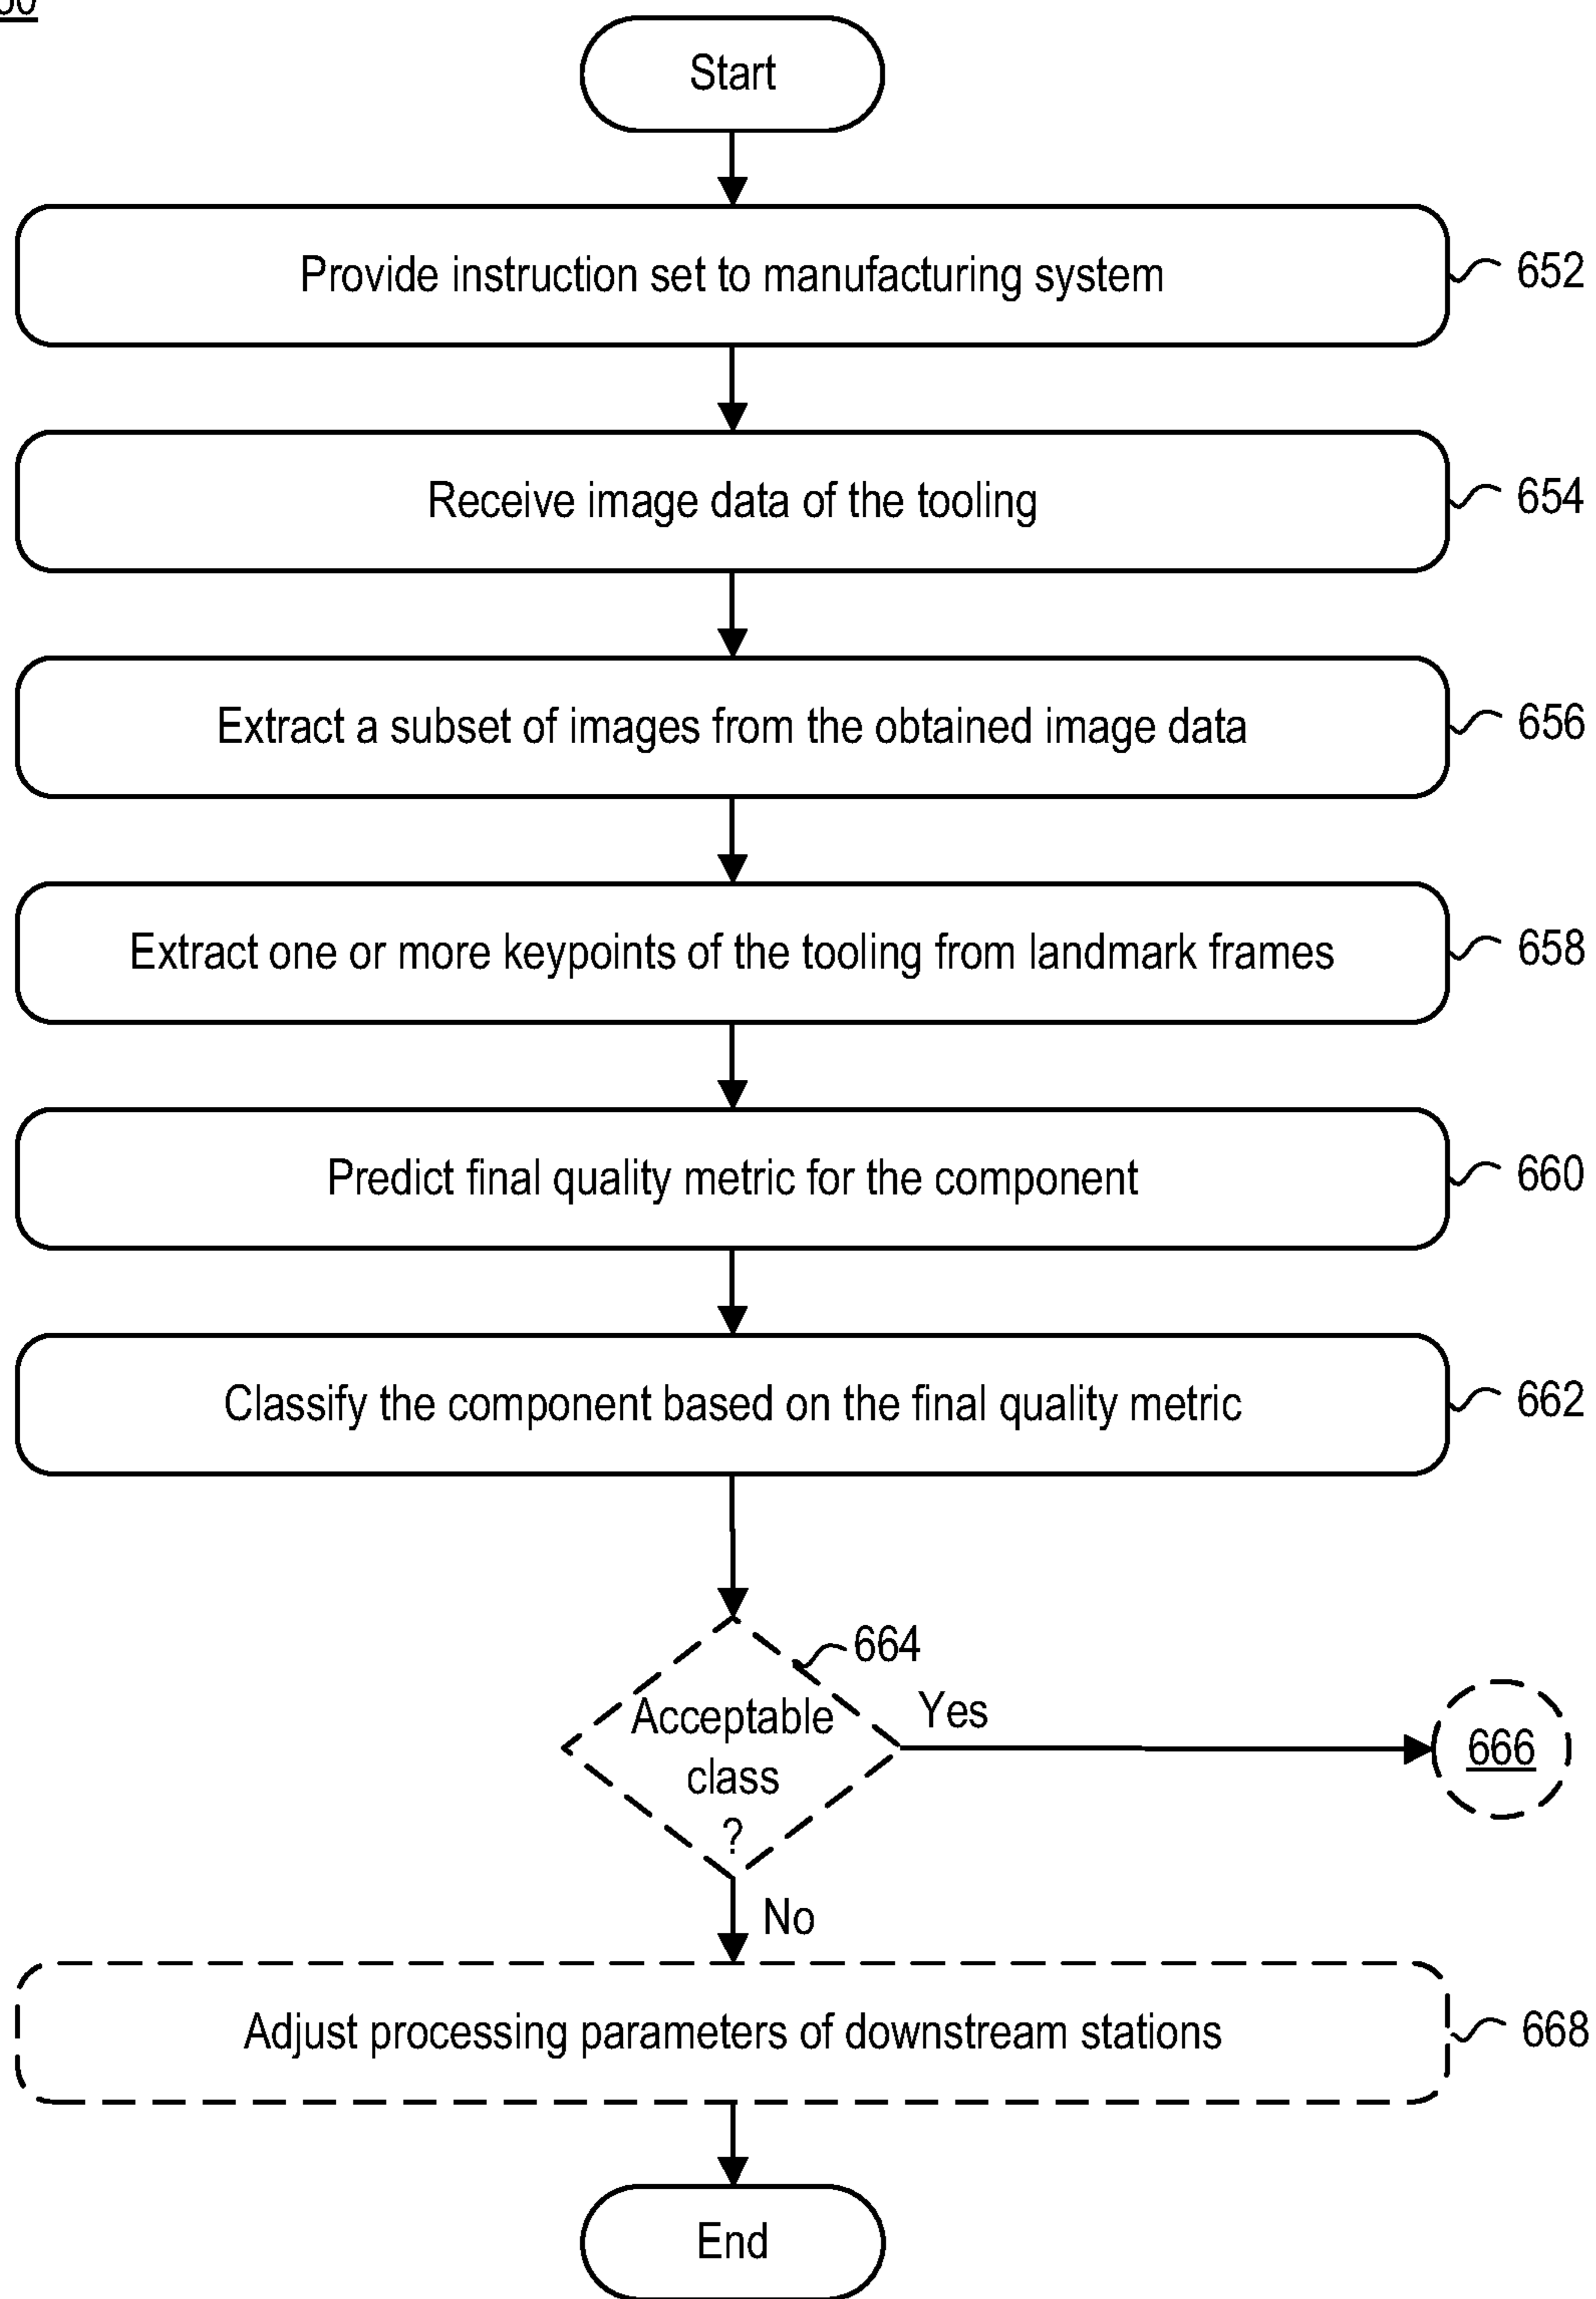 Start
Provide instruction set to manufacturing system
652
Receive image data of the tooling
654
Extract a subset of images from the obtained image data
656
Extract one or more keypoints of the tooling from landmark frames
658
Predict final quality metric for the component
660
Classify the component based on the final quality metric
662
664
Acceptable
class
?
Yes
666
No
Adjust processing parameters of downstream stations
668
End